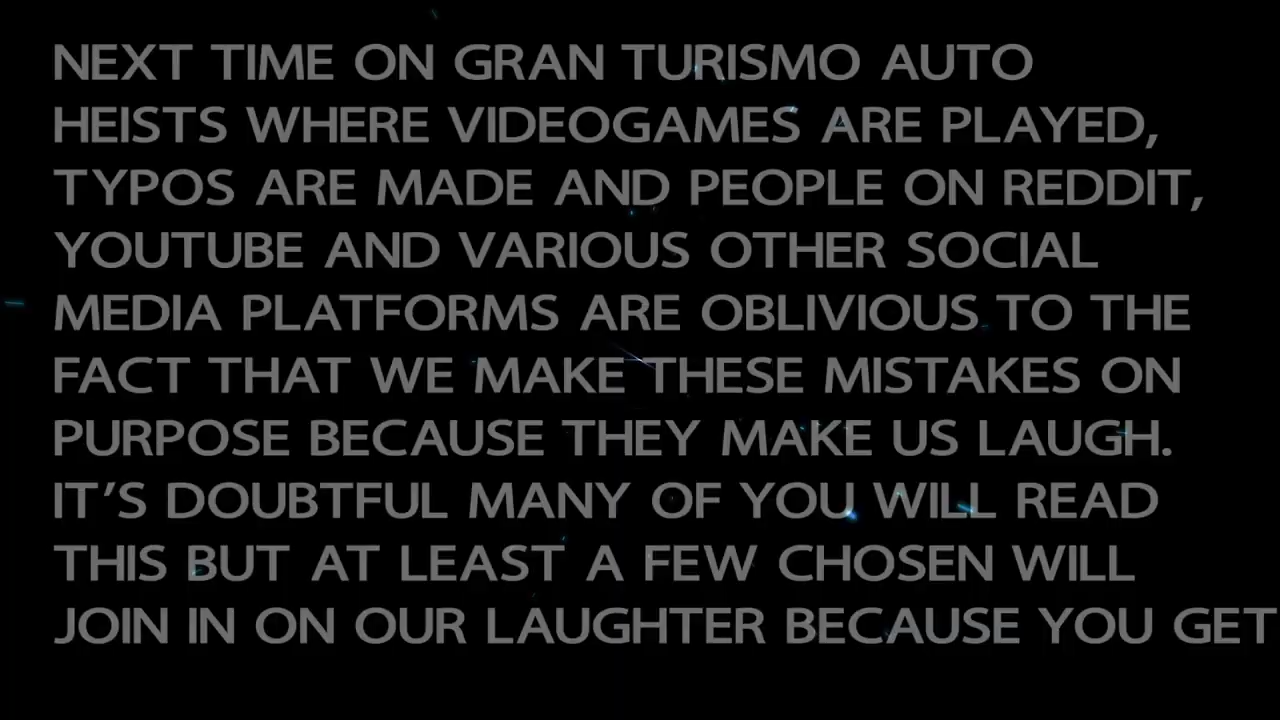 NEXT TIME ON GRAN TURISMO AUTO
HEISTS WHERE VIDEOGAMES ARE PLAYED,
TYPOS ARE MADE AND PEOPLE ON REDDIT,
YOUTUBE AND VARIOUS OTHER SOCIAL
MEDIA PLATFORMS ARE OBLIVIOUS TO THE
FACT THAT WE MAKE THESE MISTAKES ON
PURPOSE BECAUSE THEY MAKE US LAUGH.
IT’S DOUBTFUL MANY OF YOU WILL READ
THIS BUT AT LEAST A FEW CHOSEN WILL
JOIN IN ON OUR LAUGHTER BECAUSE YOU GET